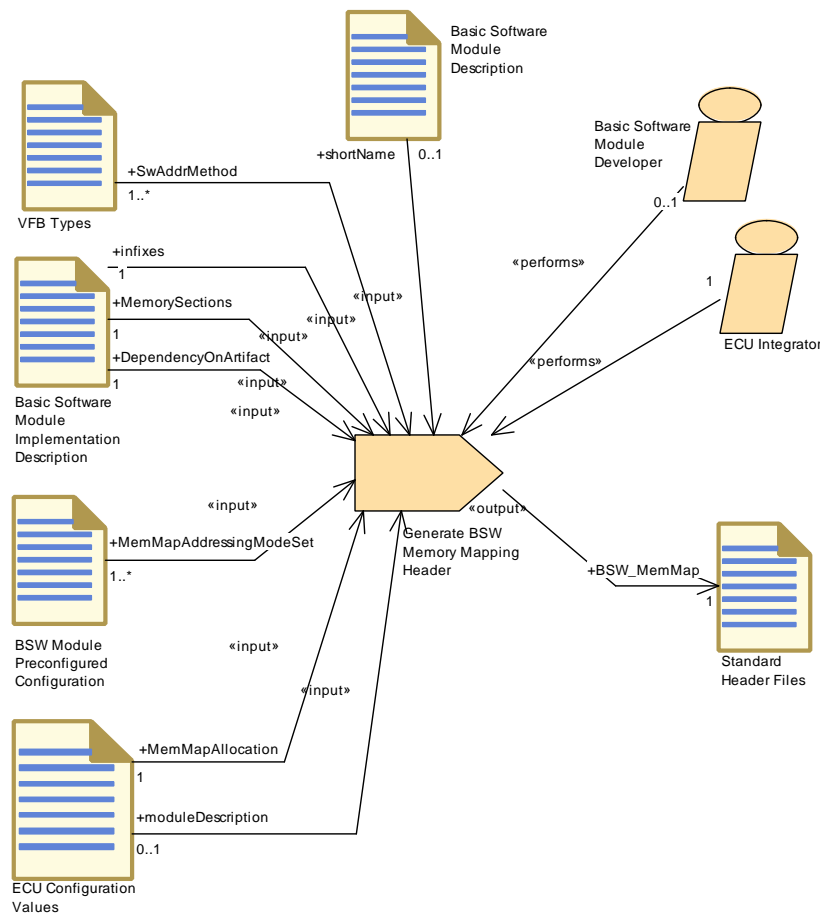 Basic Software
Module
Description
+shortName
0..1
Basic Software
Module
Developer
0..1
+SwAddrMethod
1..*
VFB Types
+infixes
1
«performs»
1
ECU Integrator
+MemorySections
1
«input»
«input»
«input»
+DependencyOnArtifact
1
«input»
«input»
«performs»
Basic Software
Module
Implementation
Description
«input»
«output»
Generate BSW
Memory Mapping
Header
+MemMapAddressingModeSet
1..*
+BSW_MemMap
1
BSW Module
Preconfigured
Configuration
«input»
Standard
Header Files
«input»
+MemMapAllocation
1
+moduleDescription
0..1
ECU Configuration
Values